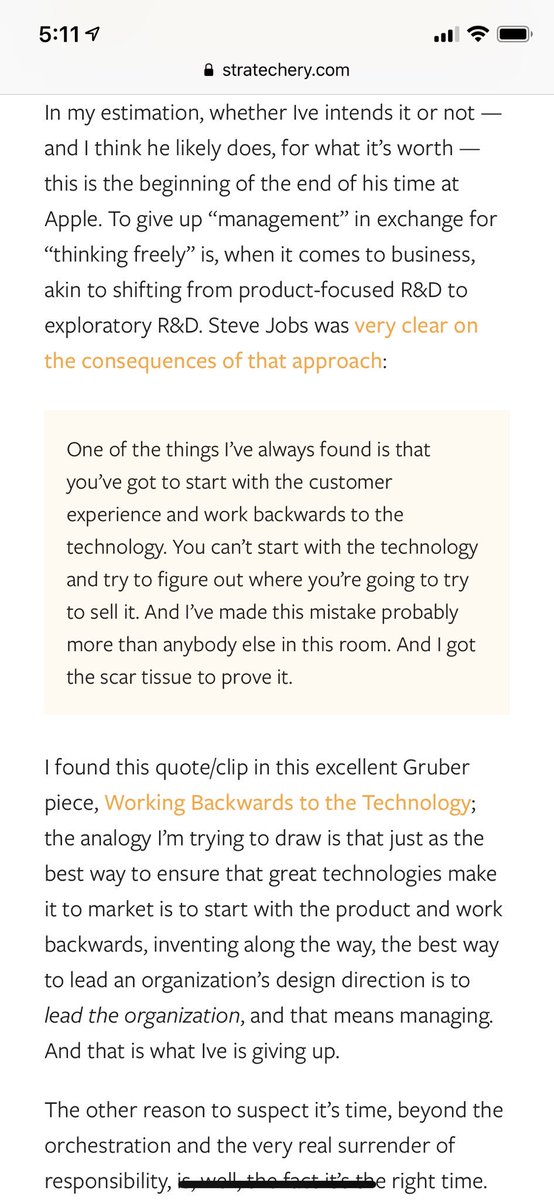 5:11
stratechery.com
In my estimation, whether Ive intends it or not —
and I think he likely does, for what it’s worth —
this is the beginning of the end of his time at
Apple. To give up “management” in exchange for
“thinking freely” is, when it comes to business,
akin to shifting from product-focused R&D to
exploratory R&D. Steve Jobs was very clear on
the consequences of that approach:
One of the things I’ve always found is that
you’ve got to start with the customer
experience and work backwards to the
technology. You can’t start with the technology
and try to figure out where you’re going to try
to sell it. And I’ve made this mistake probably
more than anybody else in this room. And I got
the scar tissue to prove it.
I found this quote/clip in this excellent Gruber
piece, Working Backwards to the Technology;
the analogy I’m trying to draw is that just as the
best way to ensure that great technologies make
it to market is to start with the product and work
backwards, inventing along the way, the best way
to lead an organization’s design direction is to
lead the organization, and that means managing.
And that is what Ive is giving up.
The other reason to suspect it’s time, beyond the
orchestration and the very real surrender of
responsibility, is, well, the fact it’s the right time.